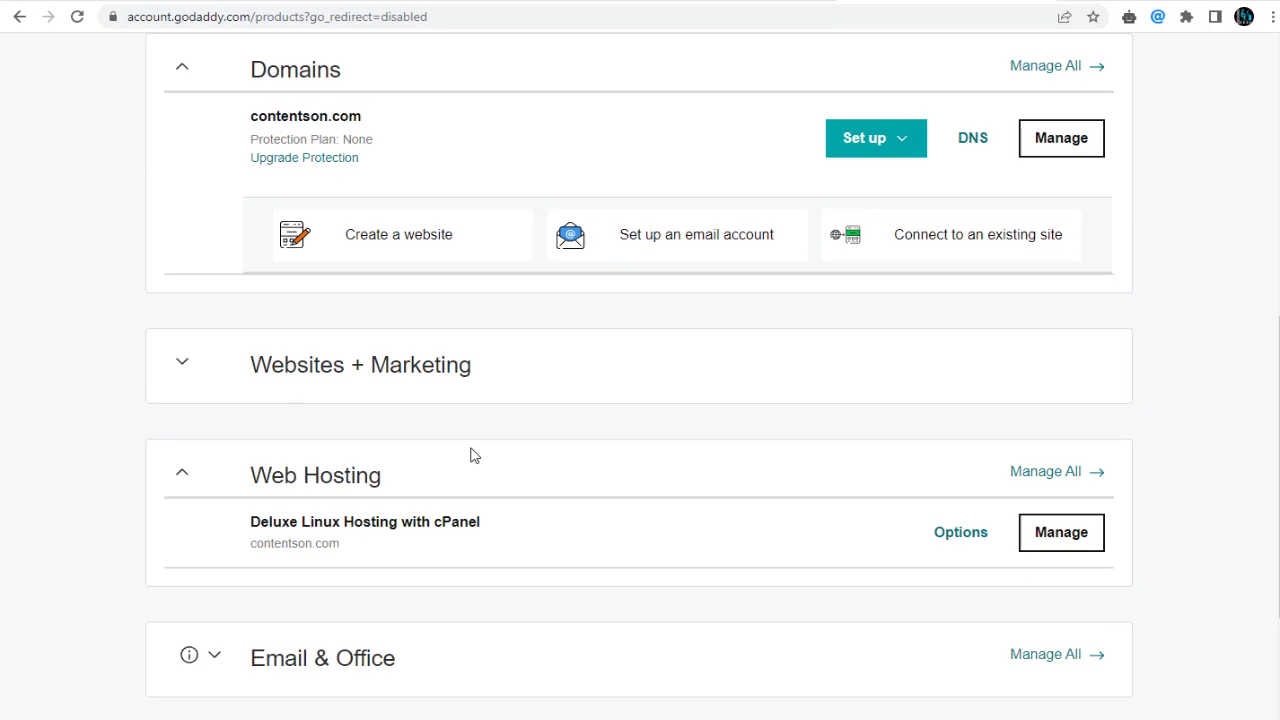 account.godaddy.com/products?go_redirect=disabled
Domains
Manage All →
contentson.com
Protection Plan: None
Upgrade Protection
Set up
DNS
Manage
Create a website
Set up an email account
Connect to an existing site
Websites + Marketing
Web Hosting
Manage All →
Deluxe Linux Hosting with cPanel
contentson.com
Options
Manage
Email & Office
Manage All →